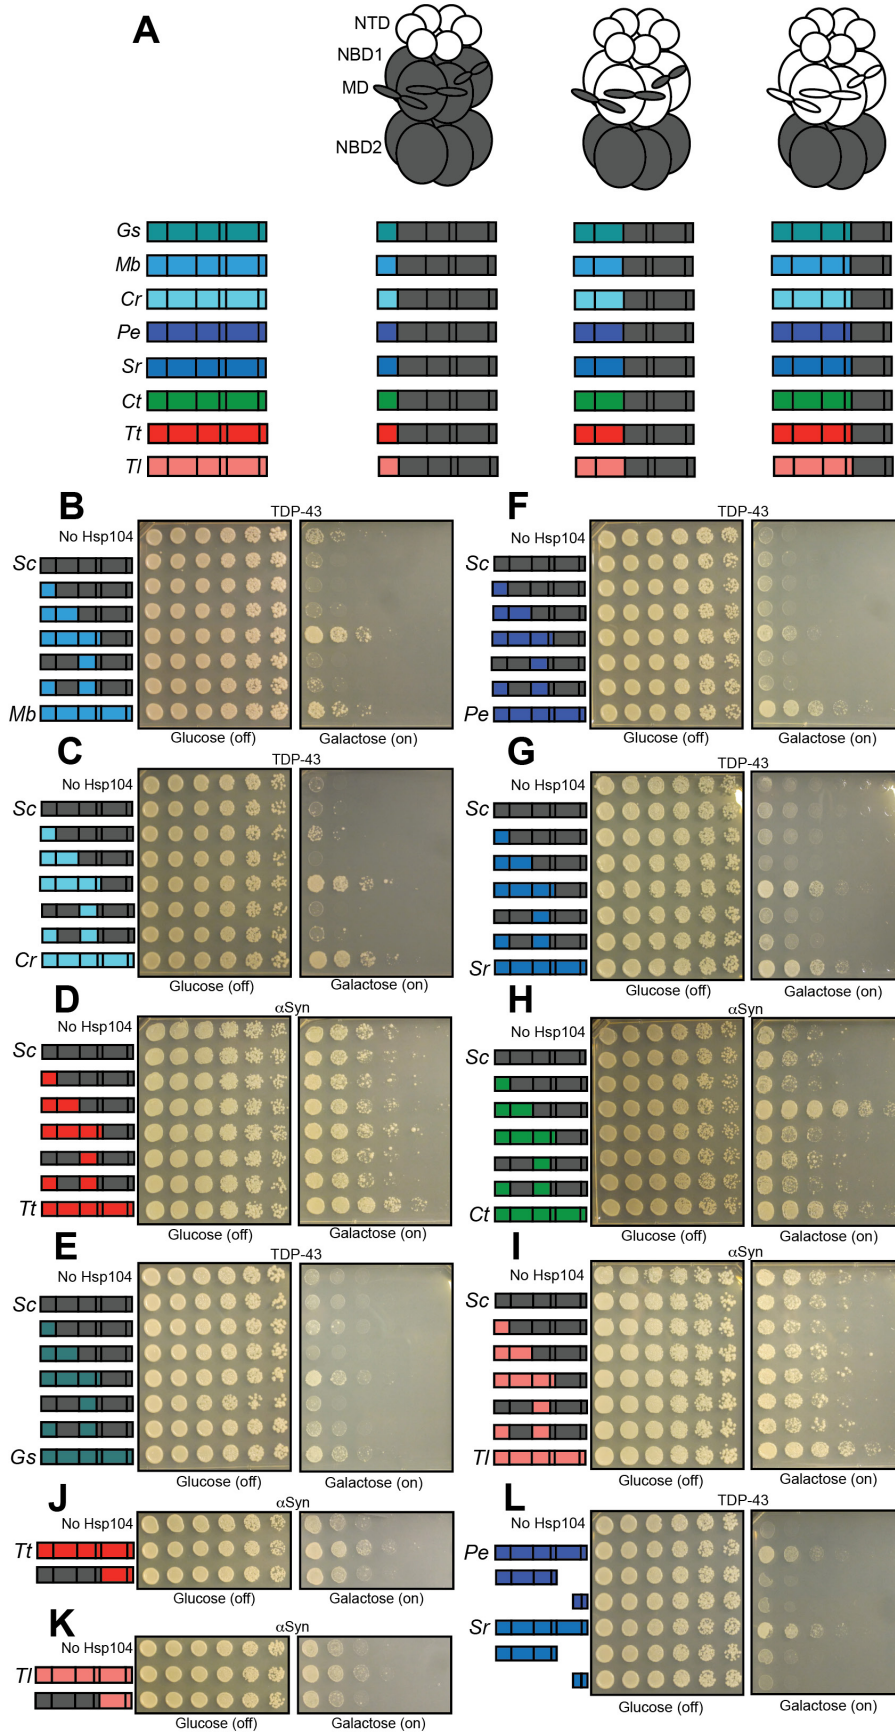 A
NTD
NBD1
MD
NBD2
Gs
Mb
Cr
Pe
Sr
Ct
Tt
Tl
B
TDP-43
No Hsp104
Sc
Mb
Glucose (off)
Galactose (on)
C
TDP-43
No Hsp104
Sc
Cr
Glucose (off)
Galactose (on)
D
αSyn
No Hsp104
Sc
Tt
Glucose (off)
Galactose (on)
E
TDP-43
No Hsp104
Sc
Gs
Glucose (off)
Galactose (on)
F
TDP-43
No Hsp104
Sc
Pe
Glucose (off)
Galactose (on)
G
TDP-43
No Hsp104
Sc
Sr
Glucose (off)
Galactose (on)
H
αSyn
No Hsp104
Sc
Ct
Glucose (off)
Galactose (on)
I
αSyn
No Hsp104
Sc
Tl
Glucose (off)
Galactose (on)
J
αSyn
No Hsp104
Tt
Glucose (off)
Galactose (on)
K
αSyn
No Hsp104
Tl
Glucose (off)
Galactose (on)
L
TDP-43
No Hsp104
Pe
Sr
Glucose (off)
Galactose (on)